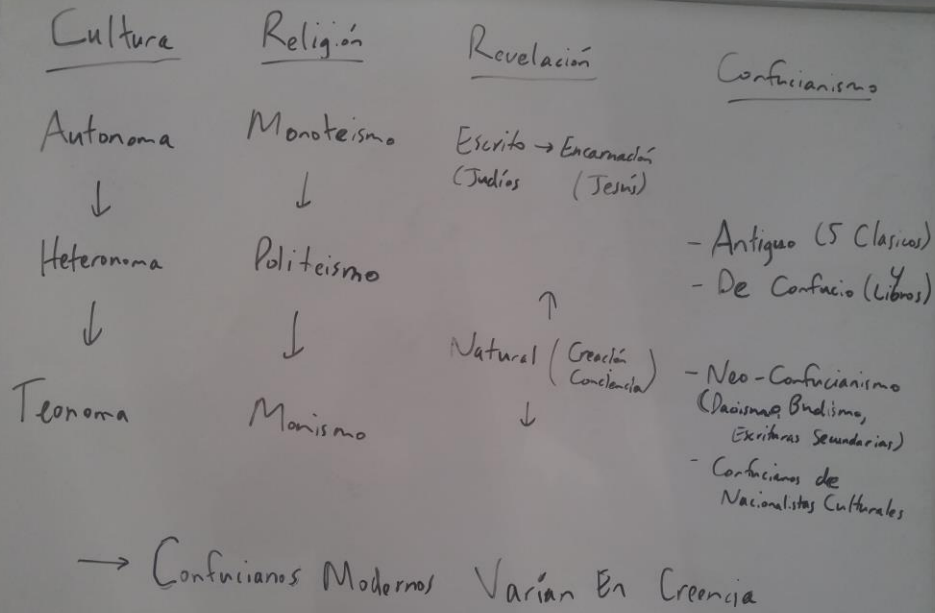 Cultura
Autonoma
↓
Heteronoma
↓
Teonoma
Religión
Monoteismo
↓
Politeismo
↓
Monismo
Revelación
Escrito → Encarnación
(Judíos (Jesús)
↑
Natural (Creación
Conciencia)
↓
Confucianismo
- Antiguo (5 Clasicos)
- De Confucio (4 Libros)
- Neo-Confucianismo
(Daoismo, Budismo,
Escrituras Secundarias)
- Confucianos de
Nacionalistas Culturales
→ Confucianos Modernos Varían En Creencia